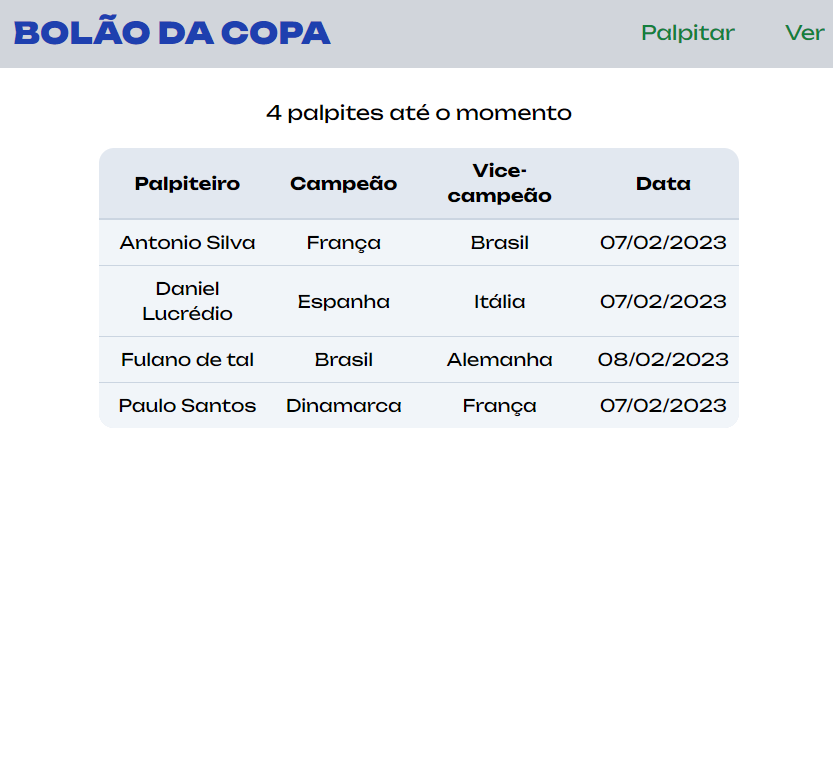 BOLÃO DA COPA Palpitar Ver
4 palpites até o momento
Palpiteiro Campeão Vice-
campeão Data
Antonio Silva França Brasil 07/02/2023
Daniel
Lucrédio Espanha Itália 07/02/2023
Fulano de tal Brasil Alemanha 08/02/2023
Paulo Santos Dinamarca França 07/02/2023